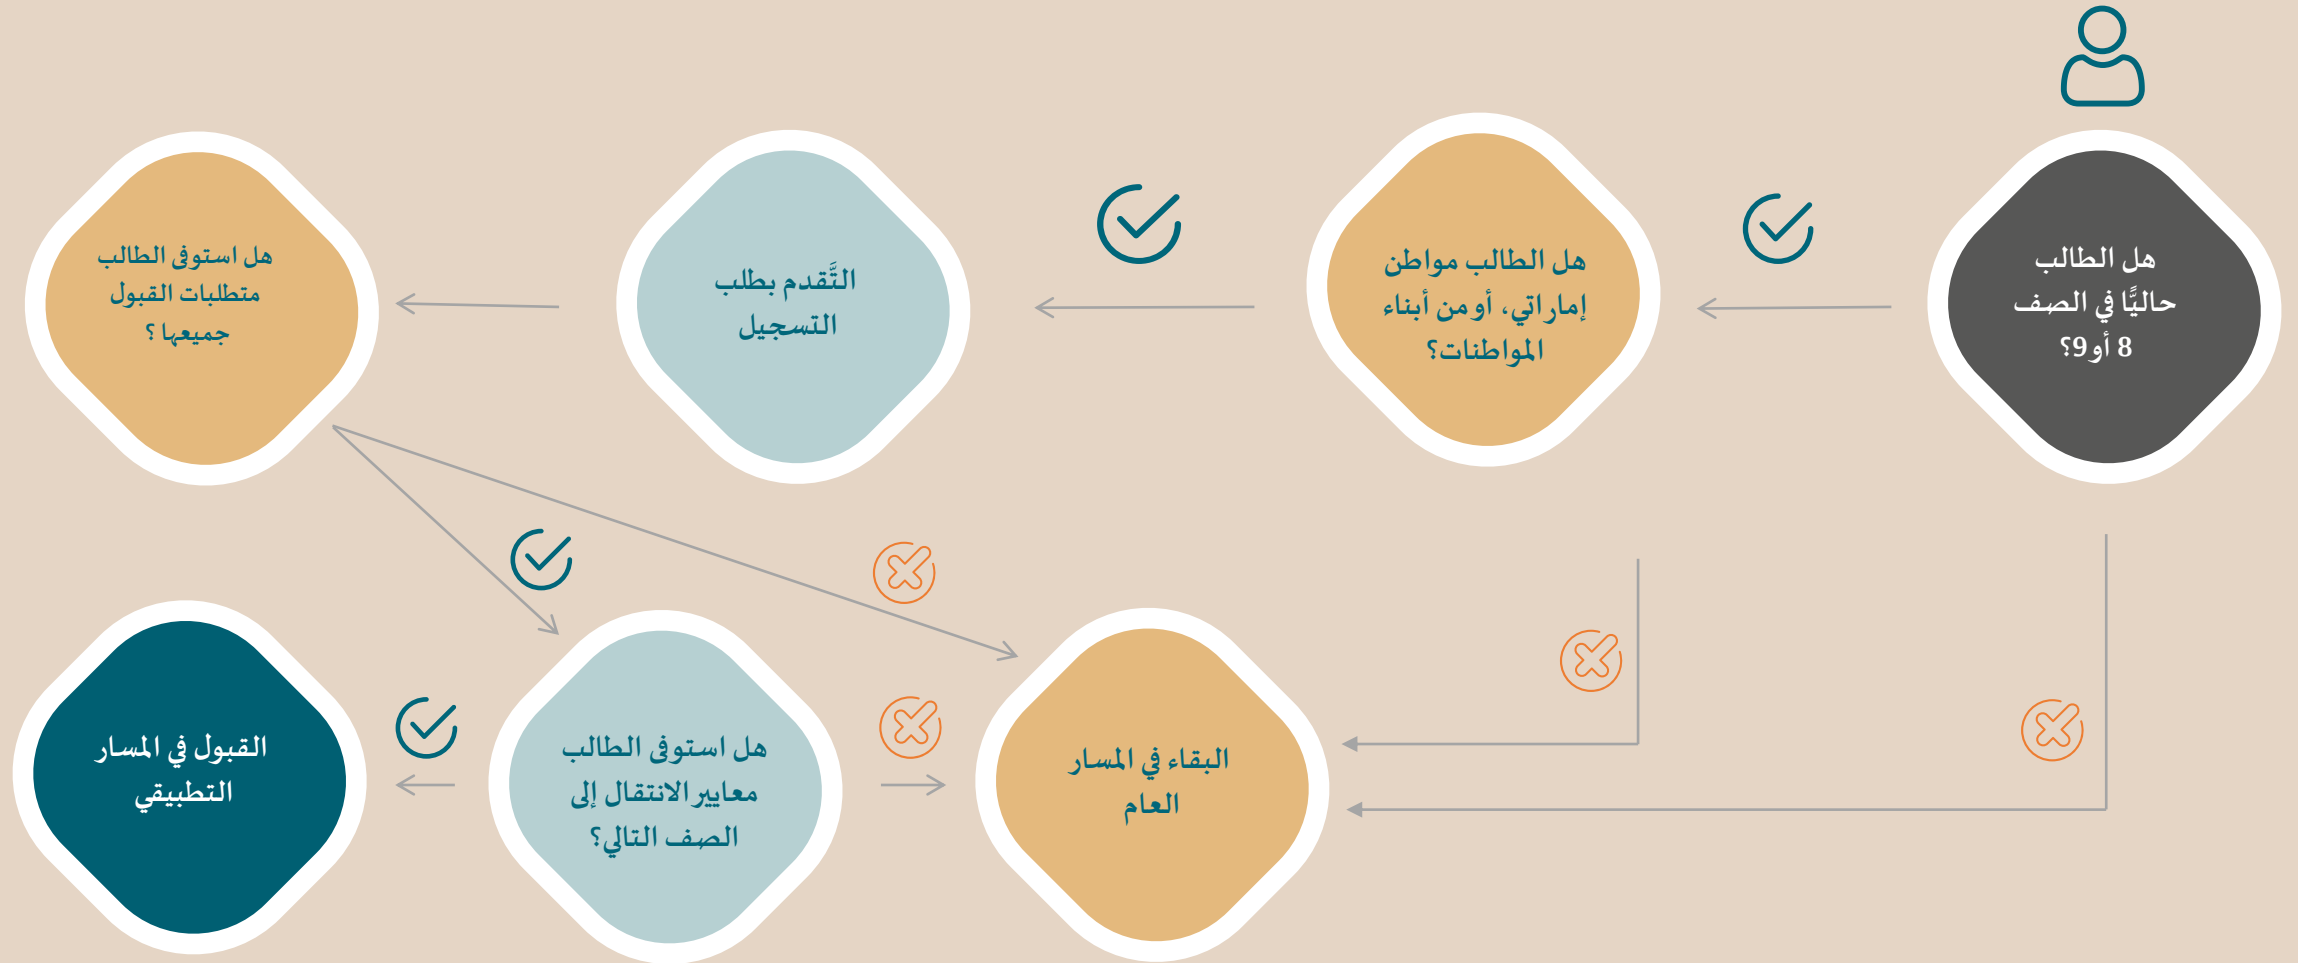 هل الطالب
حاليًّا في الصف
8 أو 9؟
هل الطالب مواطن
إماراتي، أو من أبناء
المواطنات؟
التَّقدم بطلب
التسجيل
هل استوفى الطالب
متطلبات القبول
جميعها ؟
البقاء في المسار
العام
هل استوفى الطالب
معايير الانتقال إلى
الصف التالي؟
القبول في المسار
التطبيقي